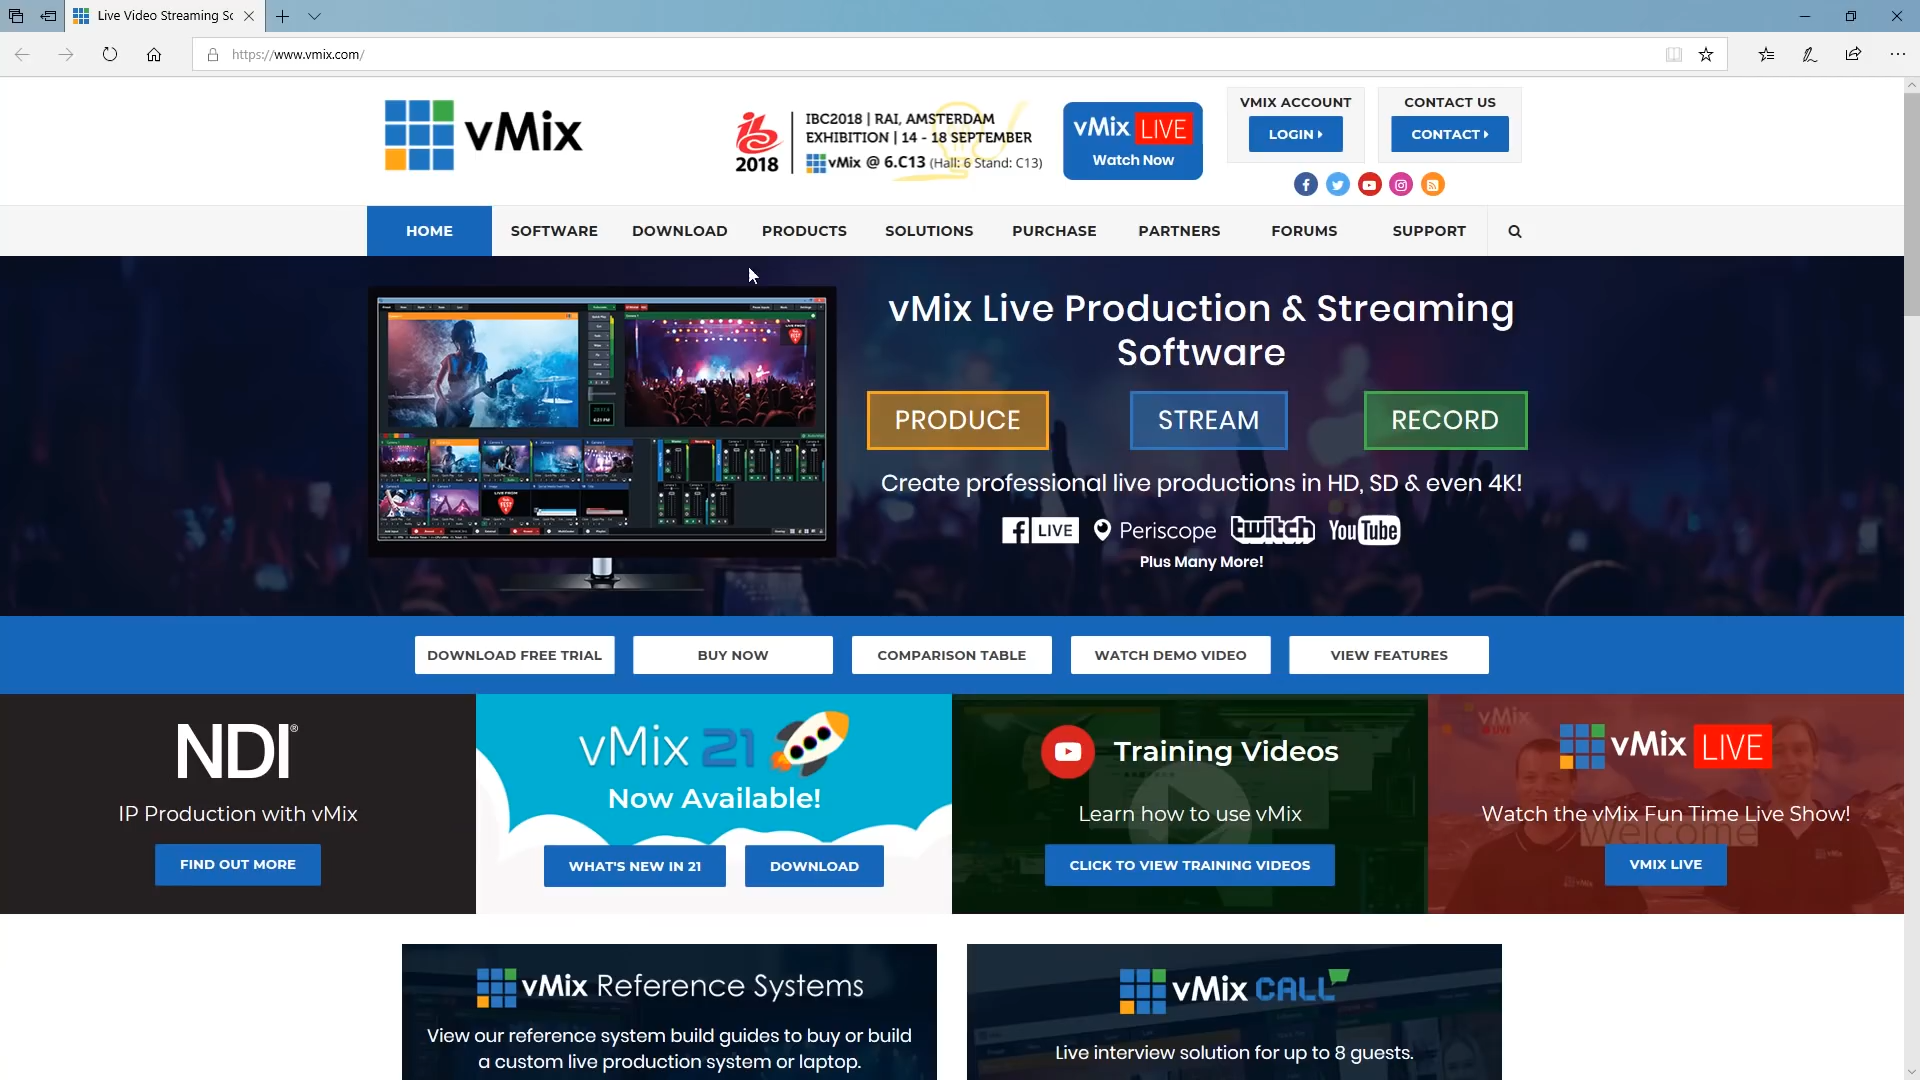 Live Video Streaming So
https://www.vmix.com/
vMix
IBC2018 | RAI, AMSTERDAM
EXHIBITION | 14 - 18 SEPTEMBER
2018
vMix @ 6.C13 (Hall: 6 Stand: C13)
vMix LIVE
Watch Now
VMIX ACCOUNT
LOGIN
CONTACT US
CONTACT
HOME
SOFTWARE
DOWNLOAD
PRODUCTS
SOLUTIONS
PURCHASE
PARTNERS
FORUMS
SUPPORT
vMix Live Production & Streaming
Software
PRODUCE
STREAM
RECORD
Create professional live productions in HD, SD & even 4K!
f LIVE
Periscope
twitch
YouTube
Plus Many More!
DOWNLOAD FREE TRIAL
BUY NOW
COMPARISON TABLE
WATCH DEMO VIDEO
VIEW FEATURES
NDI®
IP Production with vMix
FIND OUT MORE
vMix 21
Now Available!
WHAT'S NEW IN 21
DOWNLOAD
Training Videos
Learn how to use vMix
CLICK TO VIEW TRAINING VIDEOS
vMix LIVE
Watch the vMix Fun Time Live Show!
Welcome
VMIX LIVE
vMix Reference Systems
View our reference system build guides to buy or build
a custom live production system or laptop.
vMix CALL
Live interview solution for up to 8 guests.